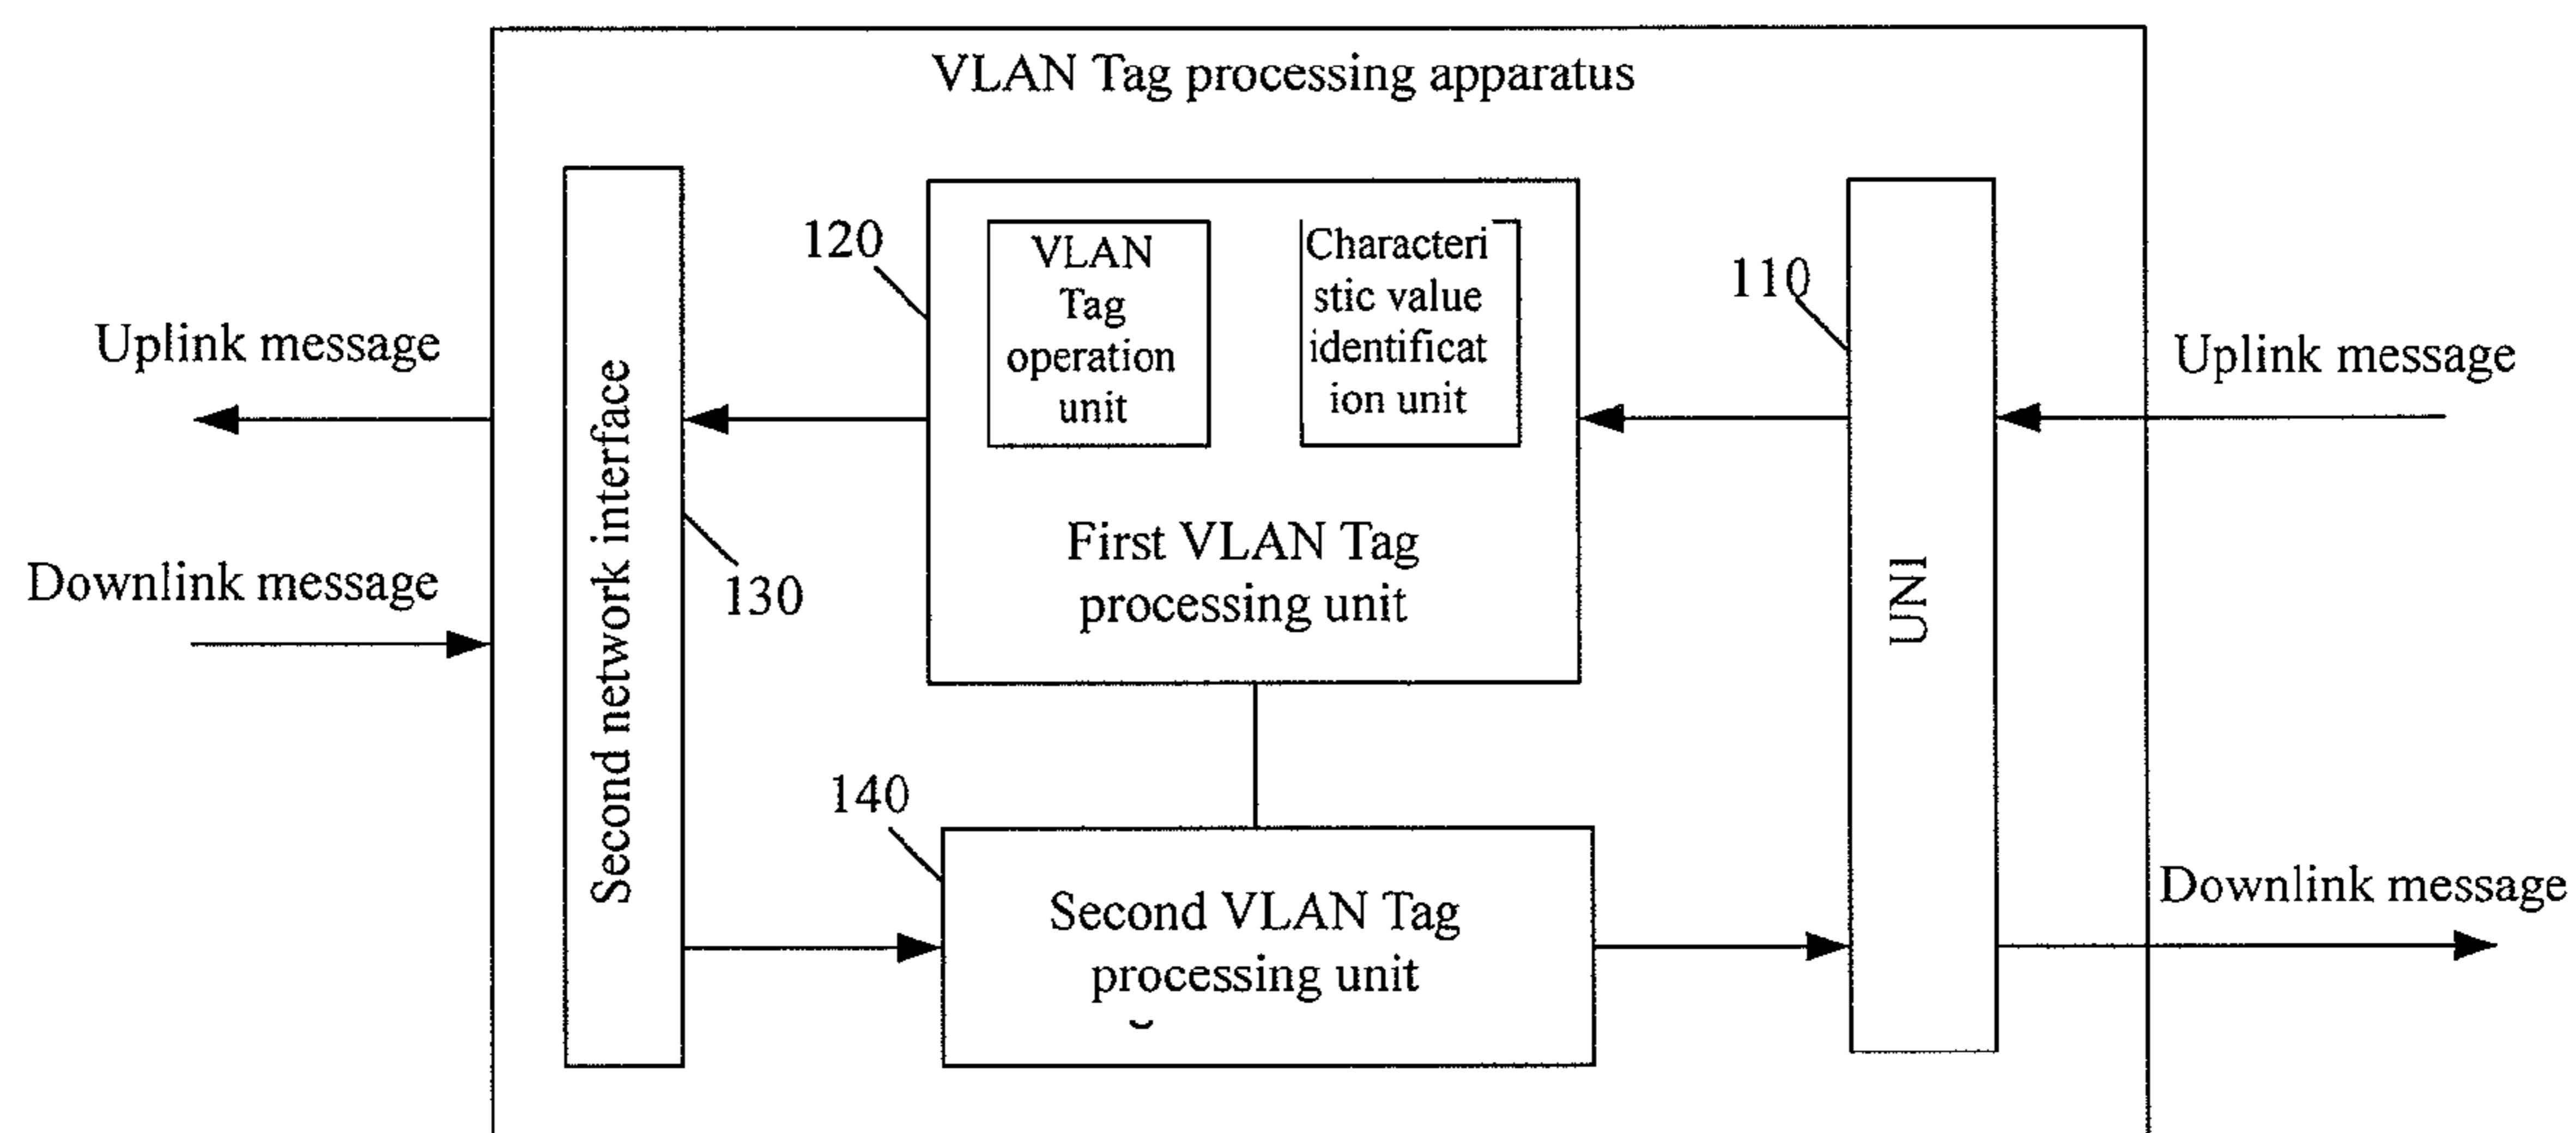 VLAN Tag processing apparatus
120
VLAN
Tag
operation
unit
Characteri
stic value
identificat
ion unit
110
Uplink message
Uplink message
Second network interface
First VLAN Tag
processing unit
130
Downlink message
UNI
140
Second VLAN Tag
processing unit
Downlink message